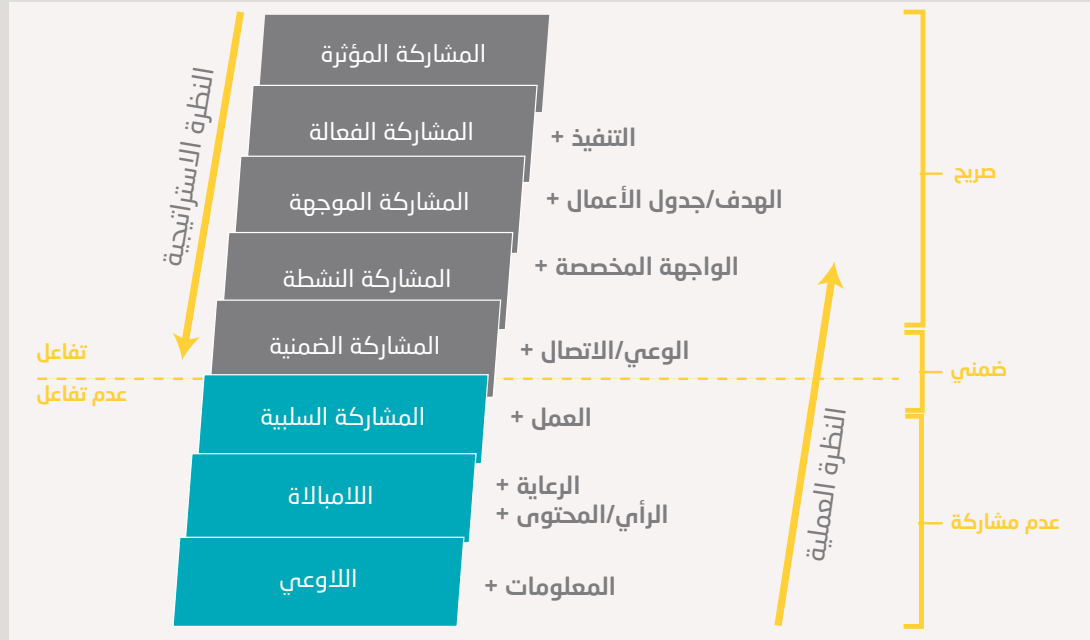 المشاركة المؤثرة
المشاركة الفعالة
+ التنفيذ
المشاركة الموجهة
+ الهدف/جدول الأعمال
المشاركة النشطة
+ الواجهة المخصصة
المشاركة الضمنية
+ الوعي/الاتصال
المشاركة السلبية
+ العمل
اللامبالاة
+ الرعاية
+ الرأي/المحتوى
اللاوعي
+ المعلومات
صريح
ضمني
عدم مشاركة
النظرة العملية
النظرة الاستراتيجية
تفاعل
عدم تفاعل